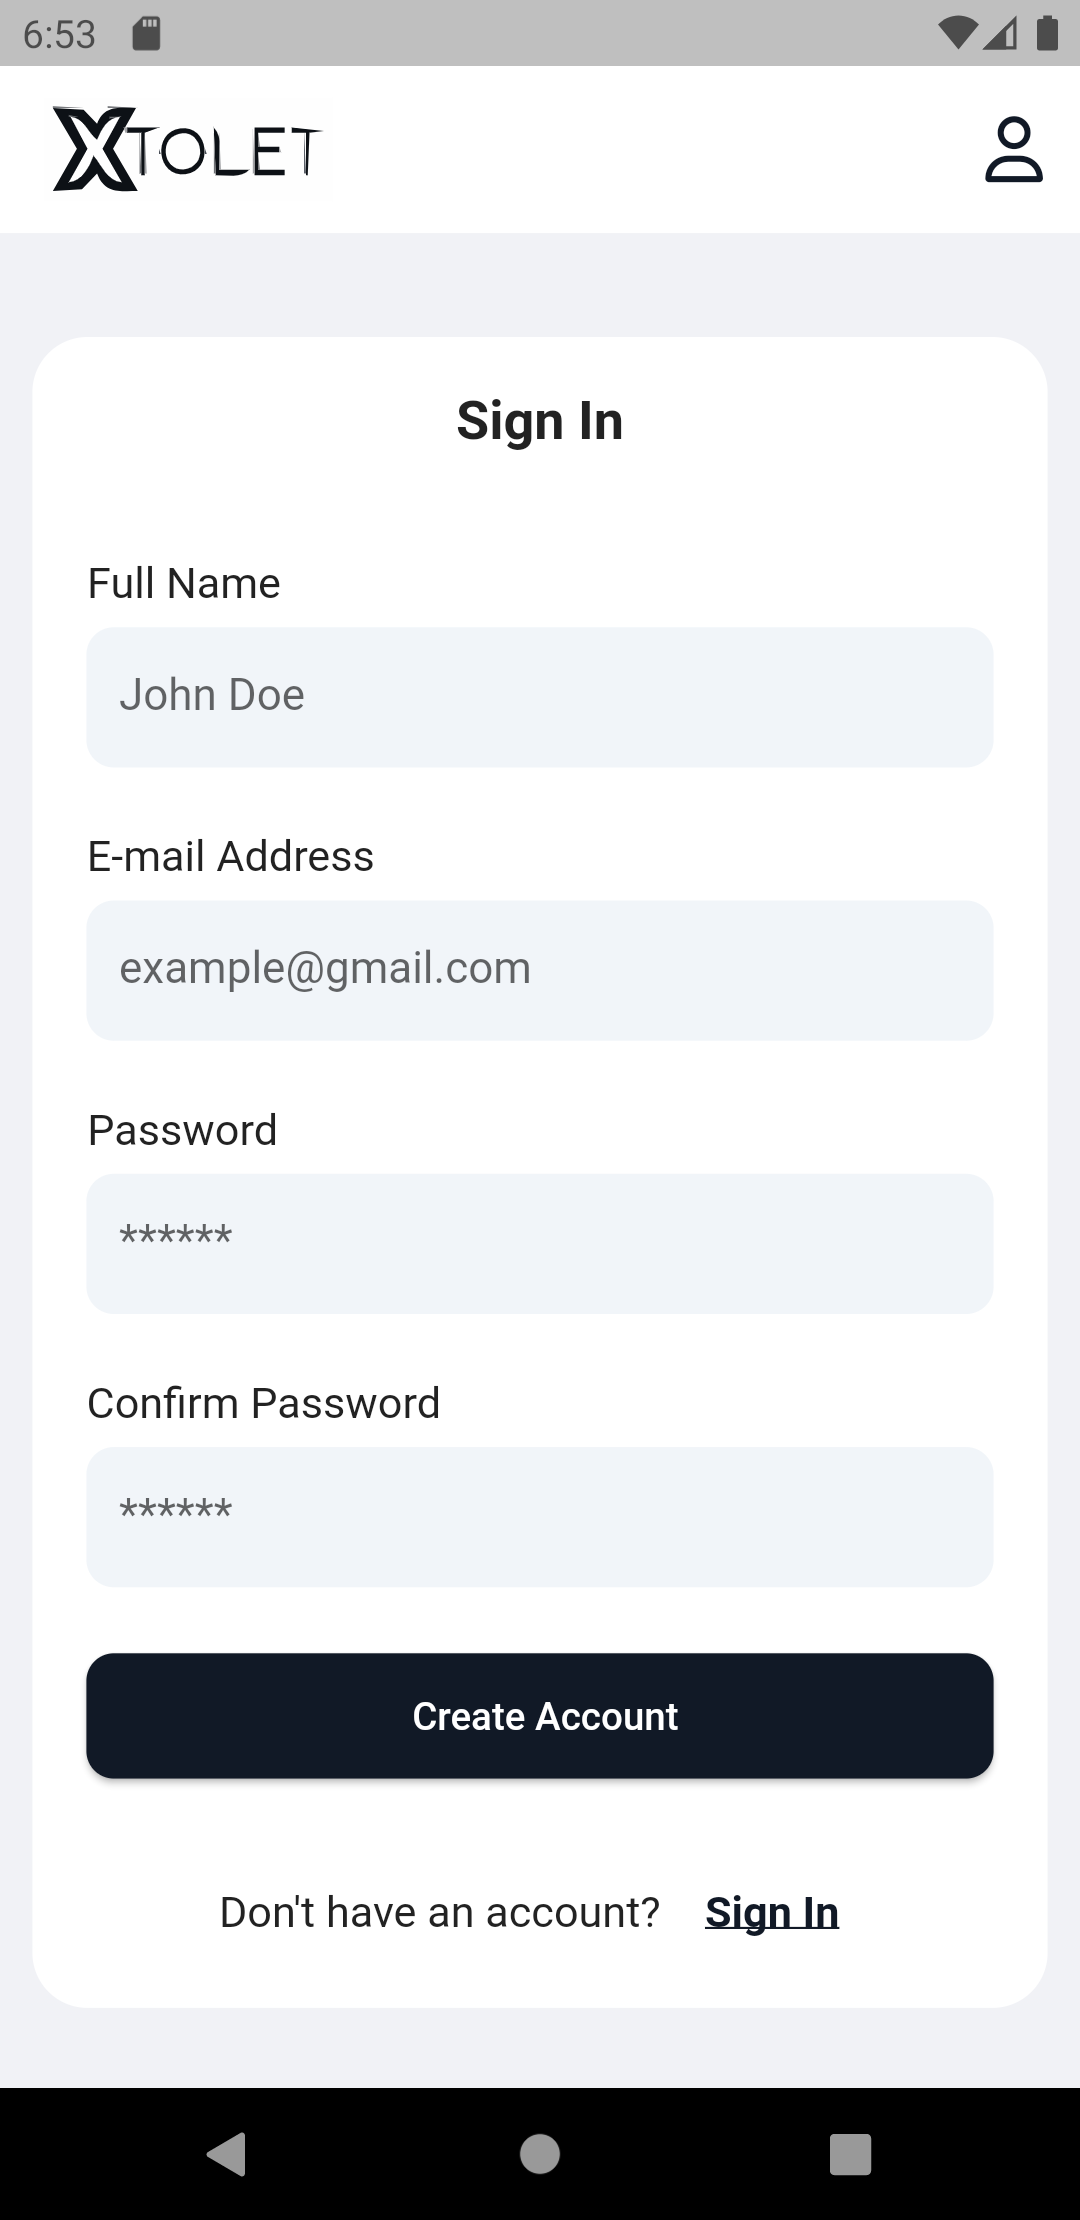 6:53
XTOLET
Sign In
Full Name
John Doe
E-mail Address
example@gmail.com
Password
******
Confirm Password
******
Create Account
Don't have an account? Sign In